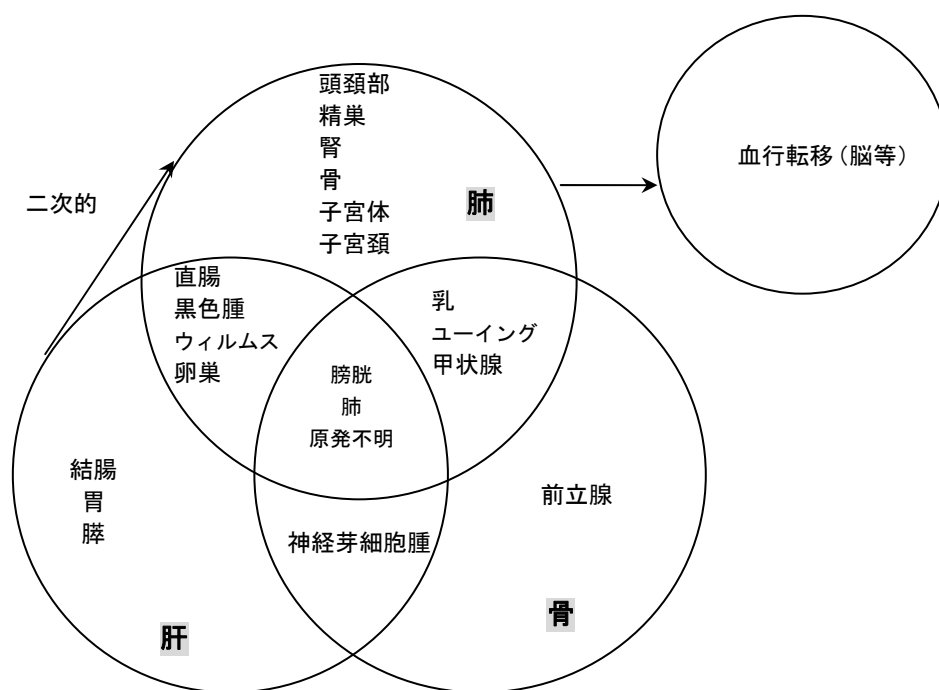 頭頚部
精巣
腎
骨
子宮体
子宮頚
肺
血行転移(脳等)
二次的
直腸
黒色腫
ウィルムス
卵巣
乳
ユーイング
甲状腺
膀胱
肺
原発不明
結腸
胃
膵
前立腺
神経芽細胞腫
肝
骨